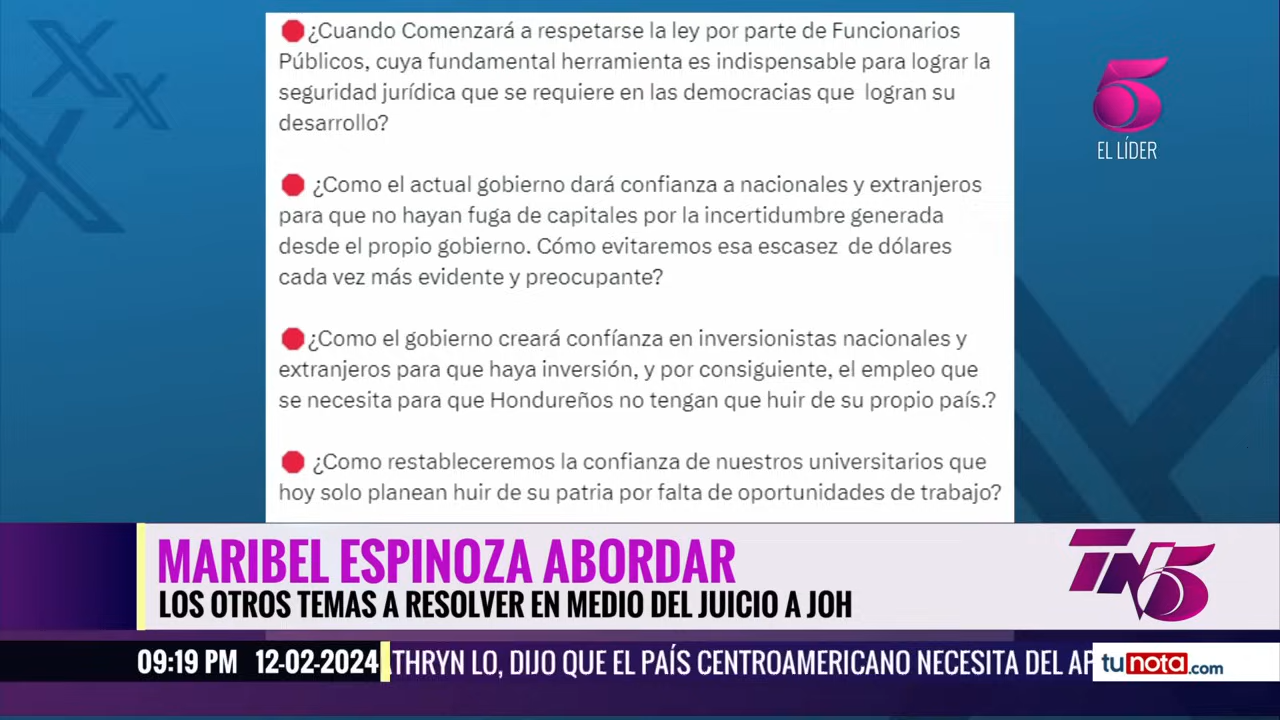 ¿Cuando Comenzará a respetarse la ley por parte de Funcionarios
Públicos, cuya fundamental herramienta es indispensable para lograr la
seguridad jurídica que se requiere en las democracias que logran su
desarrollo?
¿Como el actual gobierno dará confianza a nacionales y extranjeros
para que no hayan fuga de capitales por la incertidumbre generada
desde el propio gobierno. Cómo evitaremos esa escasez de dólares
cada vez más evidente y preocupante?
¿Como el gobierno creará confíanza en inversionistas nacionales y
extranjeros para que haya inversión, y por consiguiente, el empleo que
se necesita para que Hondureños no tengan que huir de su propio país.?
¿Como restableceremos la confianza de nuestros universitarios que
hoy solo planean huir de su patria por falta de oportunidades de trabajo?
5
EL LÍDER
MARIBEL ESPINOZA ABORDAR
LOS OTROS TEMAS A RESOLVER EN MEDIO DEL JUICIO A JOH
TN5
09:19 PM 12-02-2024
THRYN LO, DIJO QUE EL PAÍS CENTROAMERICANO NECESITA DEL AP
tunota.com